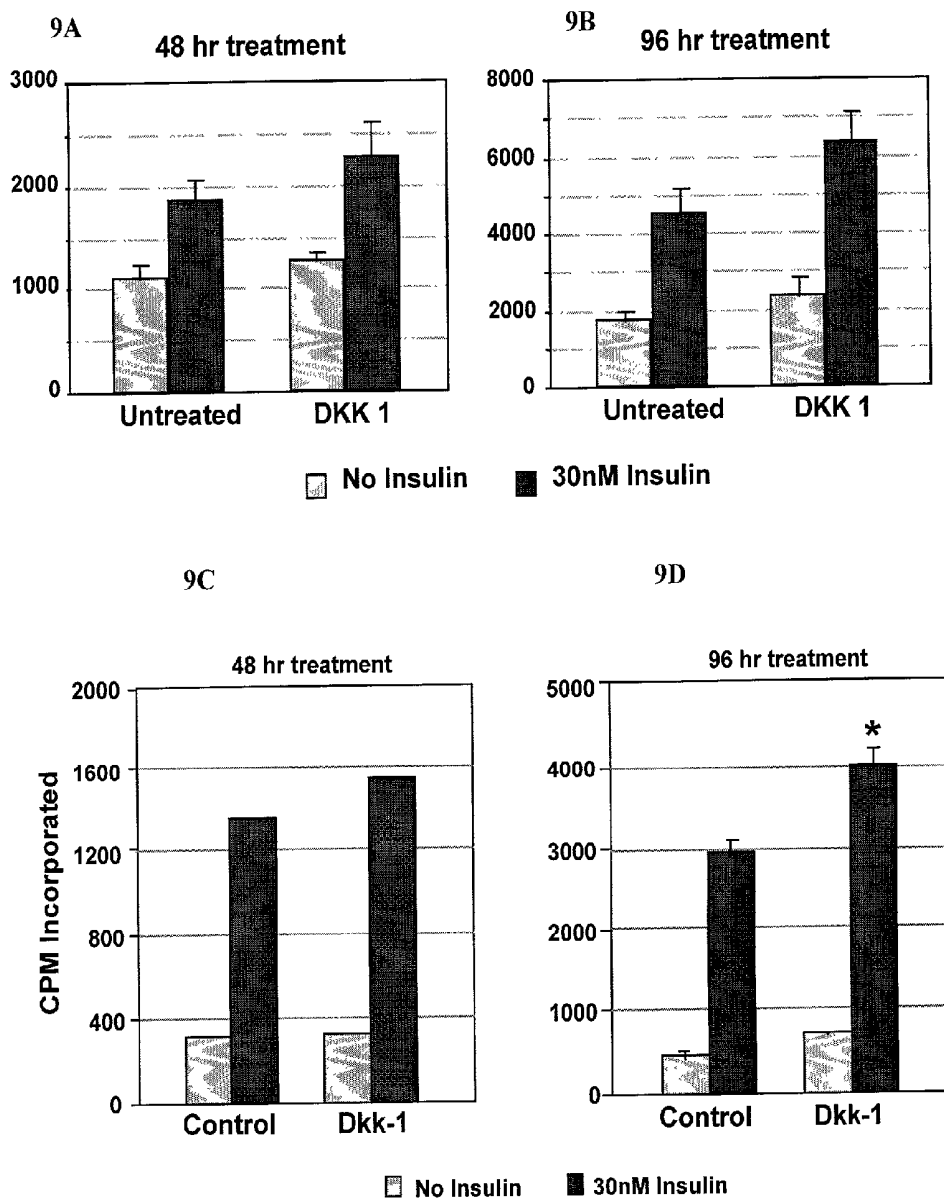 9A
48 hr treatment
3000
2000
1000
0
Untreated DKK 1
9B
96 hr treatment
8000
6000
4000
2000
0
Untreated DKK 1
No Insulin 30nM Insulin
9C
48 hr treatment
CPM Incorporated
2000
1600
1200
800
400
0
Control Dkk-1
9D
96 hr treatment
5000
4000
3000
2000
1000
0
*
Control Dkk-1
No Insulin 30nM Insulin